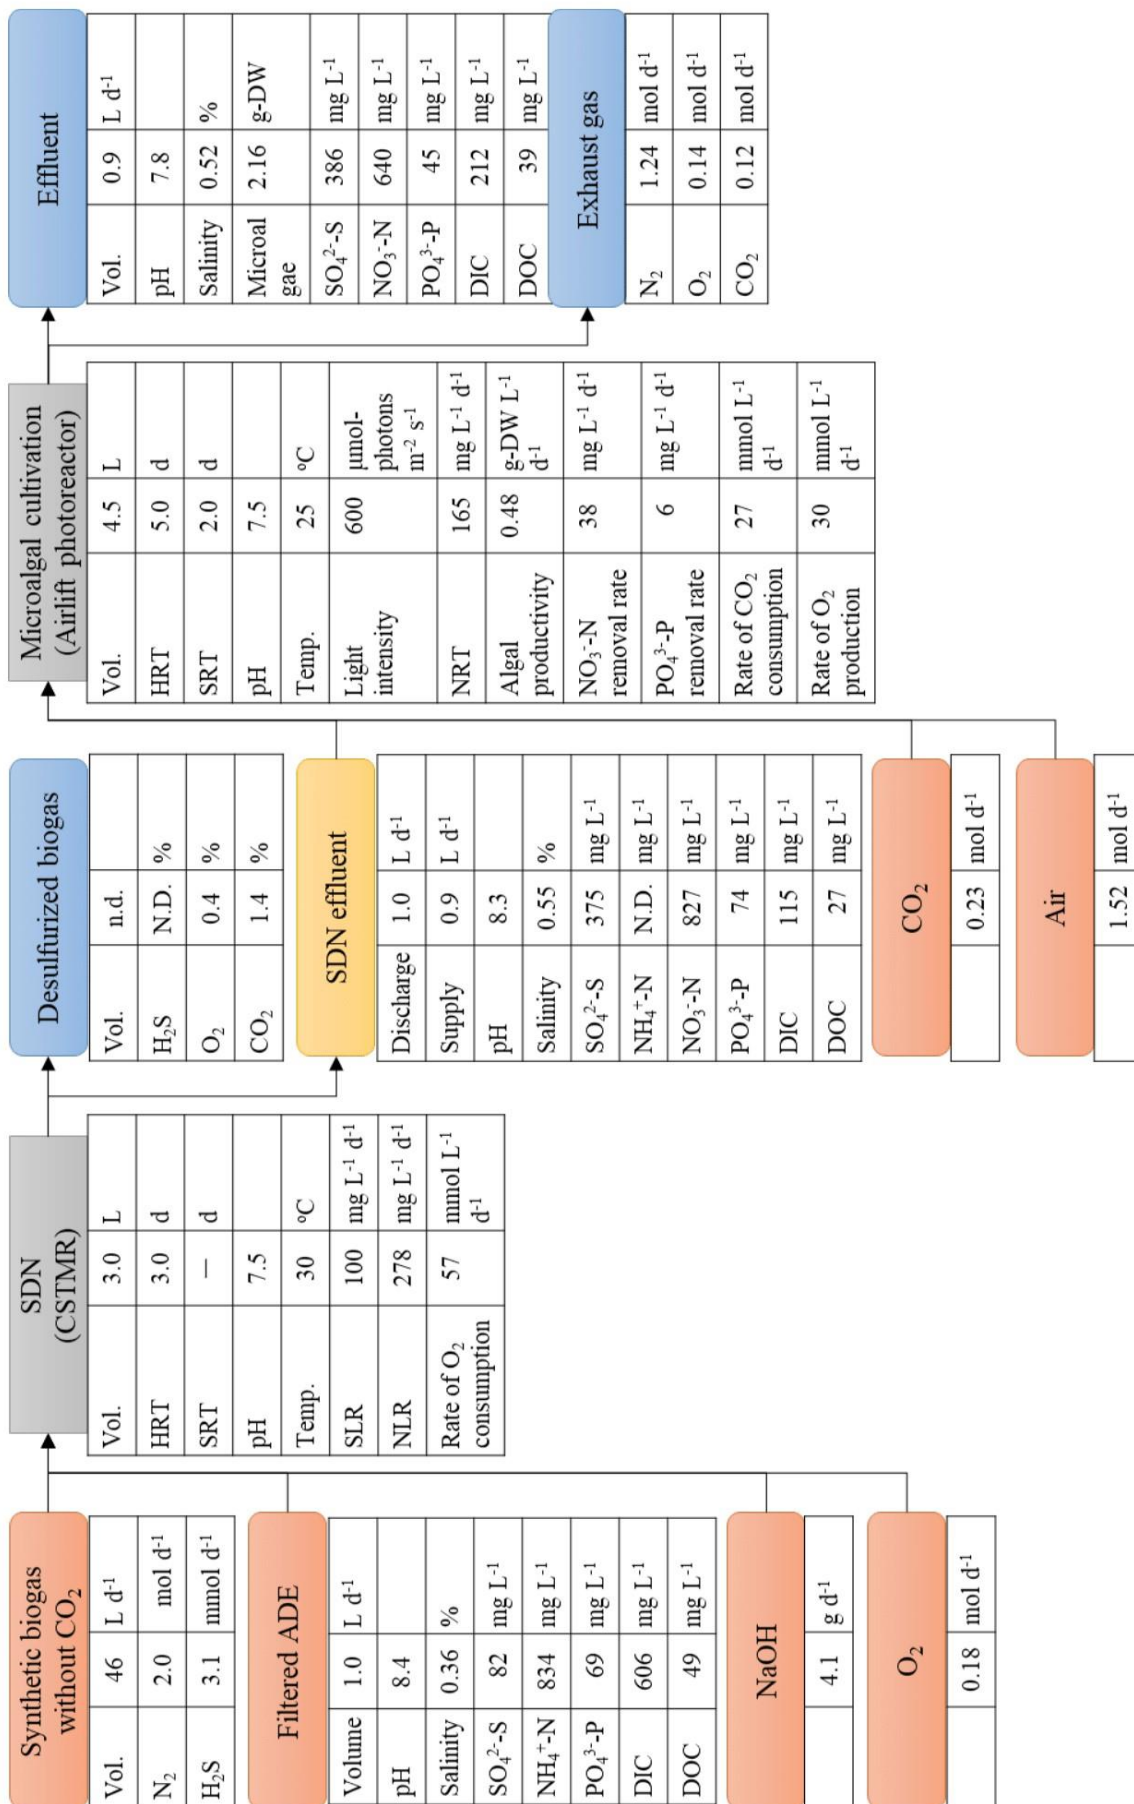 Synthetic biogas
without CO₂
Vol. 46 L d⁻¹
N₂ 2.0 mol d⁻¹
H₂S 3.1 mmol d⁻¹
Filtered ADE
Volume 1.0 L d⁻¹
pH 8.4
Salinity 0.36 %
SO₄²⁻-S 82 mg L⁻¹
NH₄⁺-N 834 mg L⁻¹
PO₄³⁻-P 69 mg L⁻¹
DIC 606 mg L⁻¹
DOC 49 mg L⁻¹
NaOH
4.1 g d⁻¹
O₂
0.18 mol d⁻¹
SDN
(CSTMR)
Vol. 3.0 L
HRT 3.0 d
SRT — d
pH 7.5
Temp. 30 ºC
SLR 100 mg L⁻¹ d⁻¹
NLR 278 mg L⁻¹ d⁻¹
Rate of O₂ 57 mmol L⁻¹
consumption d⁻¹
Desulfurized biogas
Vol. n.d.
H₂S N.D. %
O₂ 0.4 %
CO₂ 1.4 %
SDN effluent
Discharge 1.0 L d⁻¹
Supply 0.9 L d⁻¹
pH 8.3
Salinity 0.55 %
SO₄²⁻-S 375 mg L⁻¹
NH₄⁺-N N.D. mg L⁻¹
NO₃⁻-N 827 mg L⁻¹
PO₄³⁻-P 74 mg L⁻¹
DIC 115 mg L⁻¹
DOC 27 mg L⁻¹
CO₂
0.23 mol d⁻¹
Air
1.52 mol d⁻¹
Microalgal cultivation
(Airlift photoreactor)
Vol. 4.5 L
HRT 5.0 d
SRT 2.0 d
pH 7.5
Temp. 25 ºC
Light 600 μmol-
intensity photons
m⁻² s⁻¹
NRT 165 mg L⁻¹ d⁻¹
Algal 0.48 g-DW L⁻¹
productivity d⁻¹
NO₃⁻-N 38 mg L⁻¹ d⁻¹
removal rate
PO₄³⁻-P 6 mg L⁻¹ d⁻¹
removal rate
Rate of CO₂ 27 mmol L⁻¹
consumption d⁻¹
Rate of O₂ 30 mmol L⁻¹
production d⁻¹
Effluent
Vol. 0.9 L d⁻¹
pH 7.8
Salinity 0.52 %
Microal 2.16 g-DW
gae
SO₄²⁻-S 386 mg L⁻¹
NO₃⁻-N 640 mg L⁻¹
PO₄³⁻-P 45 mg L⁻¹
DIC 212 mg L⁻¹
DOC 39 mg L⁻¹
Exhaust gas
N₂ 1.24 mol d⁻¹
O₂ 0.14 mol d⁻¹
CO₂ 0.12 mol d⁻¹